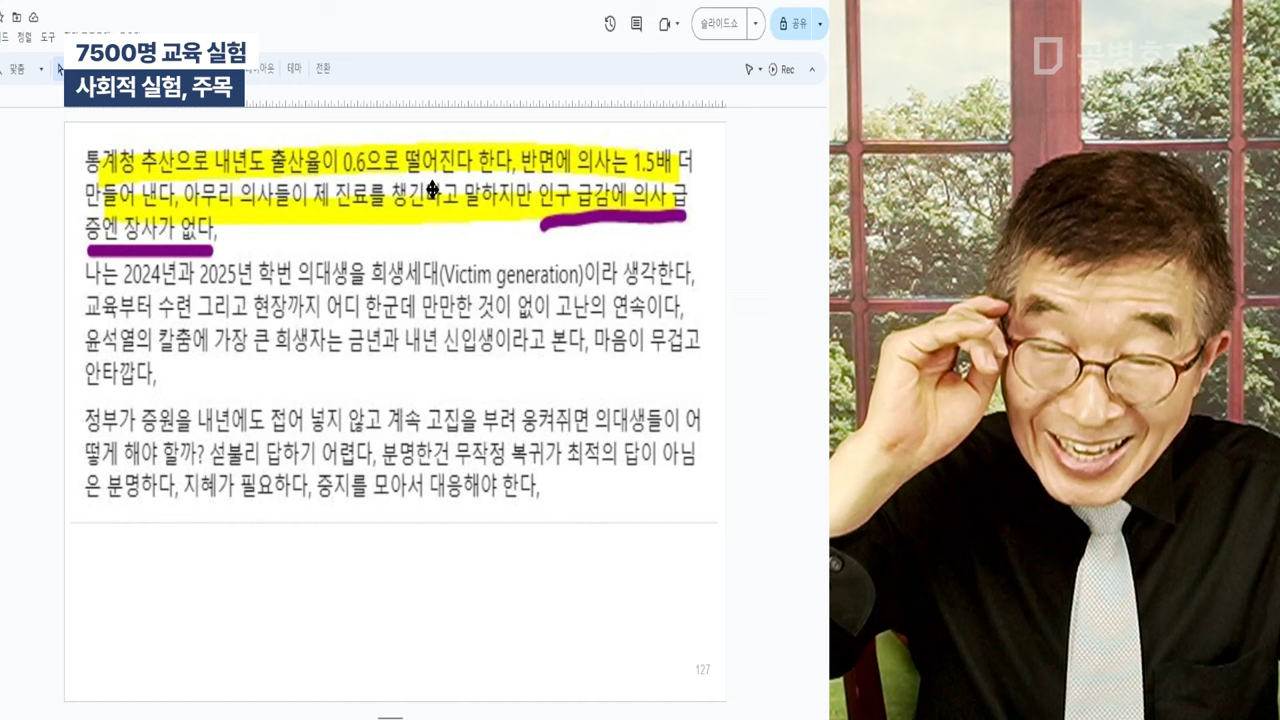 정렬 도구
슬라이드쇼
공유
7500명 교육 실험
사회적 실험, 주목
맞춤
테마
전환
Rec
공병호TV
통계청 추산으로 내년도 출산율이 0.6으로 떨어진다 한다, 반면에 의사는 1.5배 더
만들어 낸다, 아무리 의사들이 제 진료를 챙긴다고 말하지만 인구 급감에 의사 급
증엔 장사가 없다,
나는 2024년과 2025년 학번 의대생을 희생세대(Victim generation)이라 생각한다,
교육부터 수련 그리고 현장까지 어디 한군데 만만한 것이 없이 고난의 연속이다,
윤석열의 칼춤에 가장 큰 희생자는 금년과 내년 신입생이라고 본다, 마음이 무겁고
안타깝다,
정부가 증원을 내년에도 접어 넣지 않고 계속 고집을 부려 웅켜쥐면 의대생들이 어
떻게 해야 할까? 섣불리 답하기 어렵다, 분명한건 무작정 복귀가 최적의 답이 아님
은 분명하다, 지혜가 필요하다, 중지를 모아서 대응해야 한다,
127